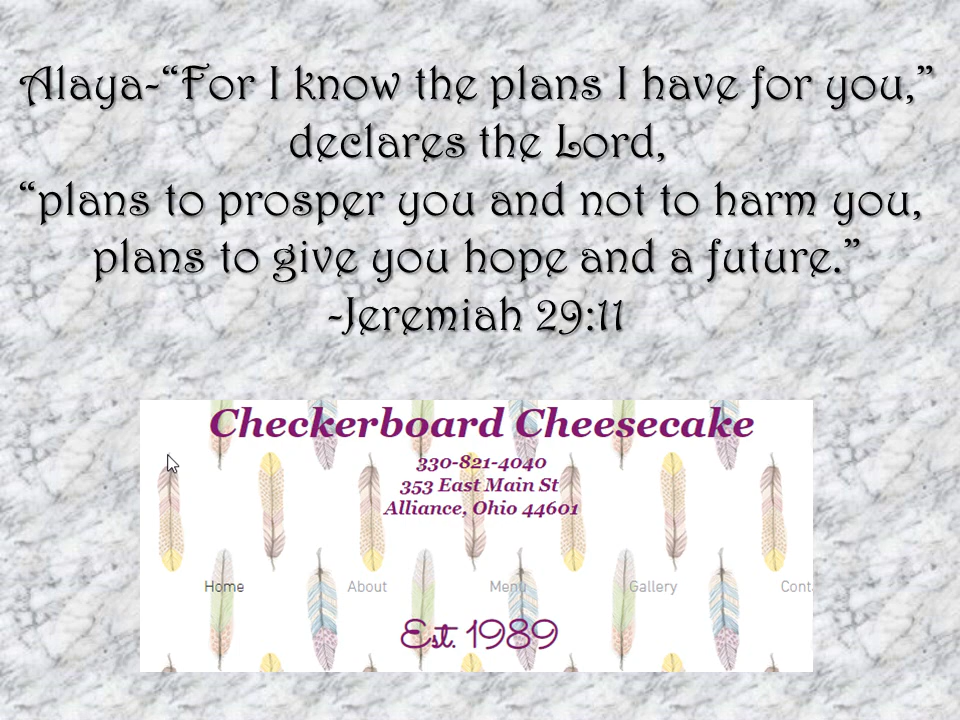 Alaya-“For I know the plans I have for you,”
declares the Lord,
“plans to prosper you and not to harm you,
plans to give you hope and a future.”
-Jeremiah 29:11
Checkerboard Cheesecake
330-821-4040
353 East Main St
Alliance, Ohio 44601
Home About Menu Gallery Cont
Est. 1989